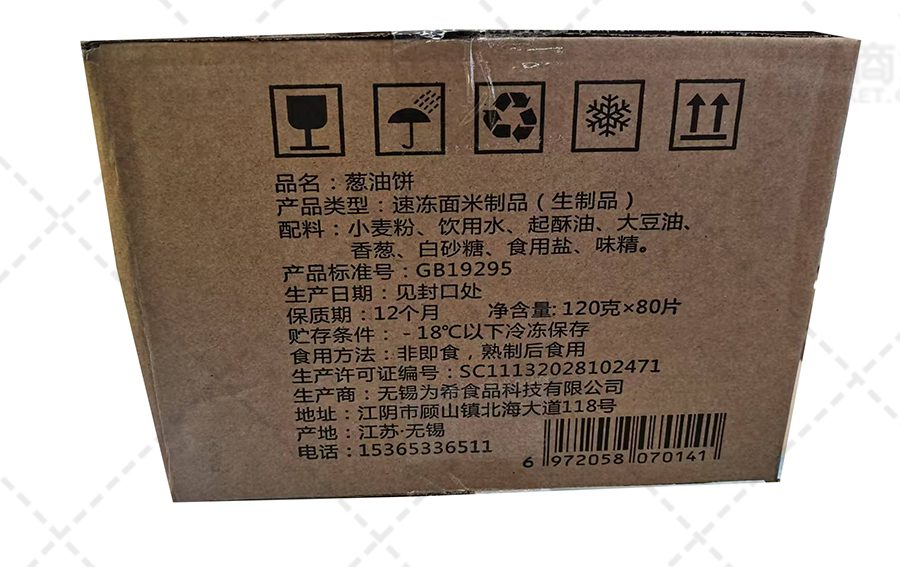 品名：葱油饼
产品类型：速冻面米制品（生制品）
配料：小麦粉、饮用水、起酥油、大豆油、
香葱、白砂糖、食用盐、味精。
产品标准号：GB19295
生产日期：见封口处
保质期：12个月 净含量: 120克×80片
贮存条件：-18℃以下冷冻保存
食用方法：非即食，熟制后食用
生产许可证编号：SC11132028102471
生产商：无锡为希食品科技有限公司
地址：江阴市顾山镇北海大道118号
产地：江苏·无锡
电话：15365336511
6 972058 070141
商